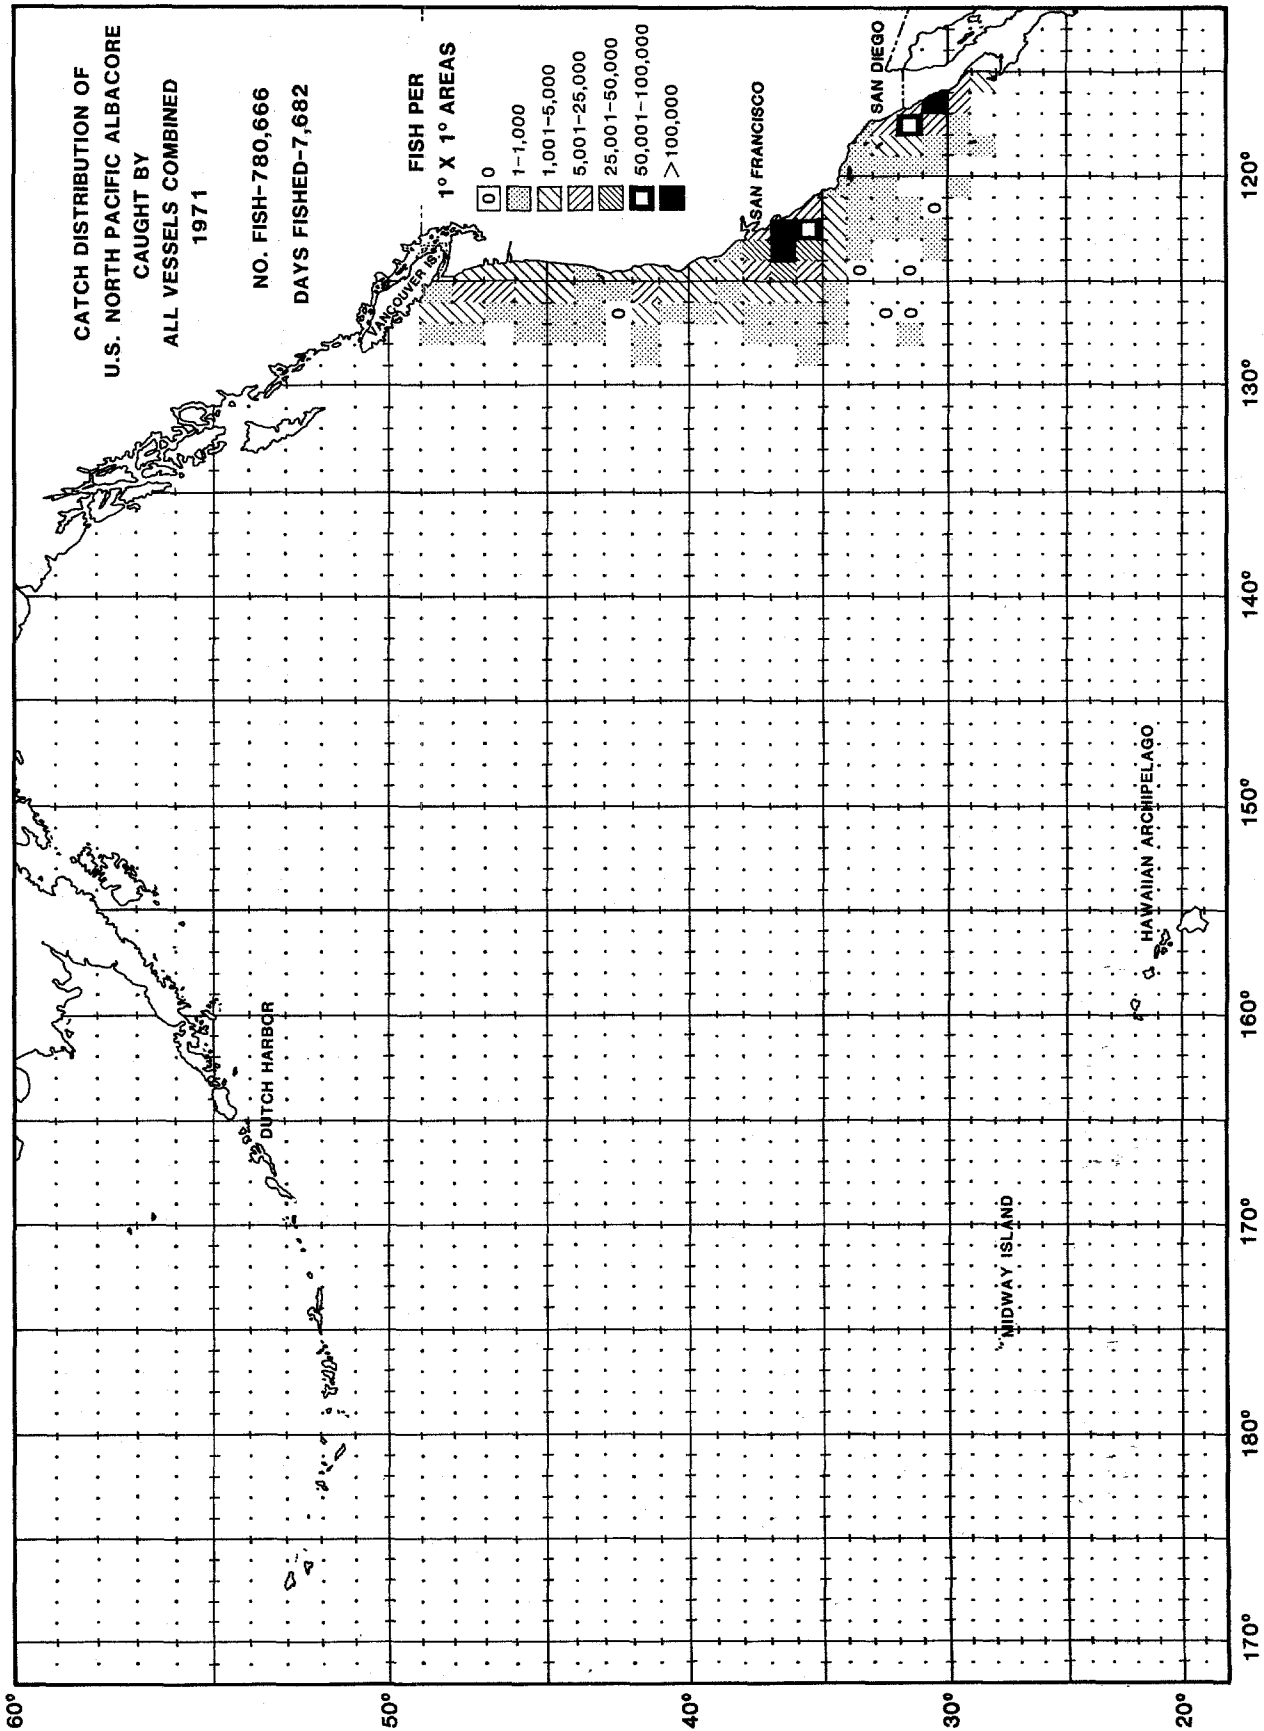 CATCH DISTRIBUTION OF
U.S. NORTH PACIFIC ALBACORE
CAUGHT BY
ALL VESSELS COMBINED
1971
NO. FISH-780,666
DAYS FISHED-7,682
FISH PER
1° X 1° AREAS
0 0
1-1,000
1,001-5,000
5,001-25,000
25,001-50,000
50,001-100,000
>100,000
VANCOUVER IS.
SAN FRANCISCO
SAN DIEGO
DUTCH HARBOR
MIDWAY ISLAND
HAWAIIAN ARCHIPELAGO
0
0
0
0
0
0
60°
50°
40°
30°
20°
170°
180°
170°
160°
150°
140°
130°
120°